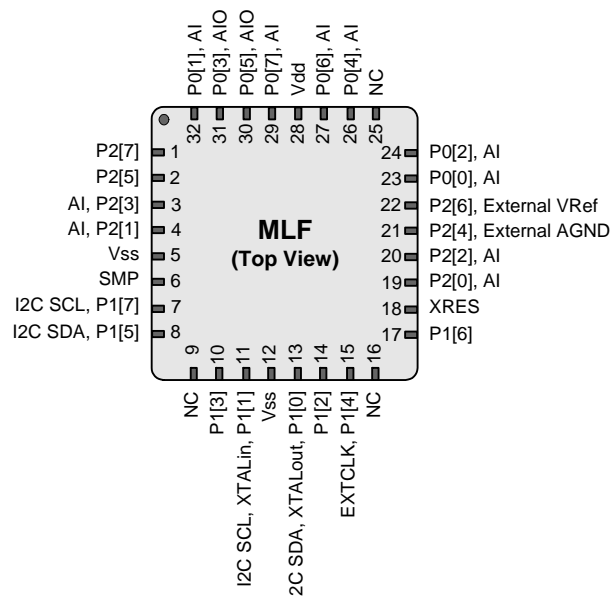 P0[1], AI
P0[3], AIO
P0[5], AIO
P0[7], AI
Vdd
P0[6], AI
P0[4], AI
NC
32
31
30
29
28
27
26
25
P2[7] 1
P2[5] 2
AI, P2[3] 3
AI, P2[1] 4
Vss 5
SMP 6
I2C SCL, P1[7] 7
I2C SDA, P1[5] 8
MLF
(Top View)
24 P0[2], AI
23 P0[0], AI
22 P2[6], External VRef
21 P2[4], External AGND
20 P2[2], AI
19 P2[0], AI
18 XRES
17 P1[6]
9
10
11
12
13
14
15
16
NC
P1[3]
I2C SCL, XTALin, P1[1]
Vss
2C SDA, XTALout, P1[0]
P1[2]
EXTCLK, P1[4]
NC